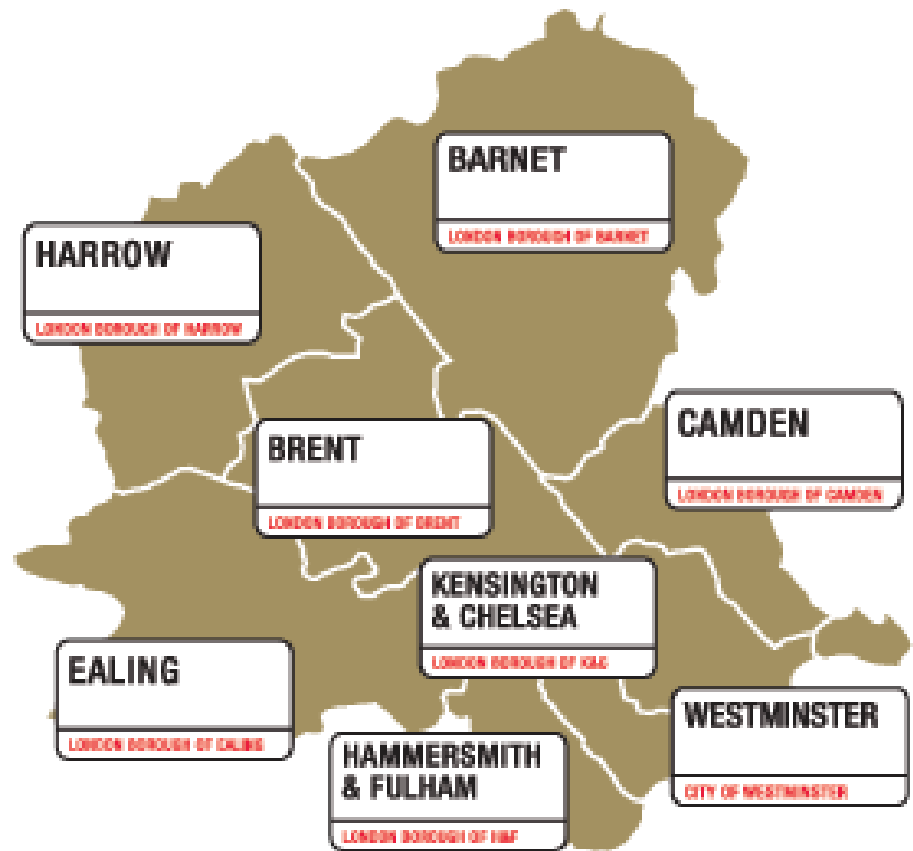 BARNET
LONDON BOROUGH OF BARNET
HARROW
LONDON BOROUGH OF HARROW
CAMDEN
LONDON BOROUGH OF CAMDEN
BRENT
LONDON BOROUGH OF BRENT
KENSINGTON
& CHELSEA
LONDON BOROUGH OF K&C
EALING
LONDON BOROUGH OF EALING
WESTMINSTER
CITY OF WESTMINSTER
HAMMERSMITH
& FULHAM
LONDON BOROUGH OF H&F